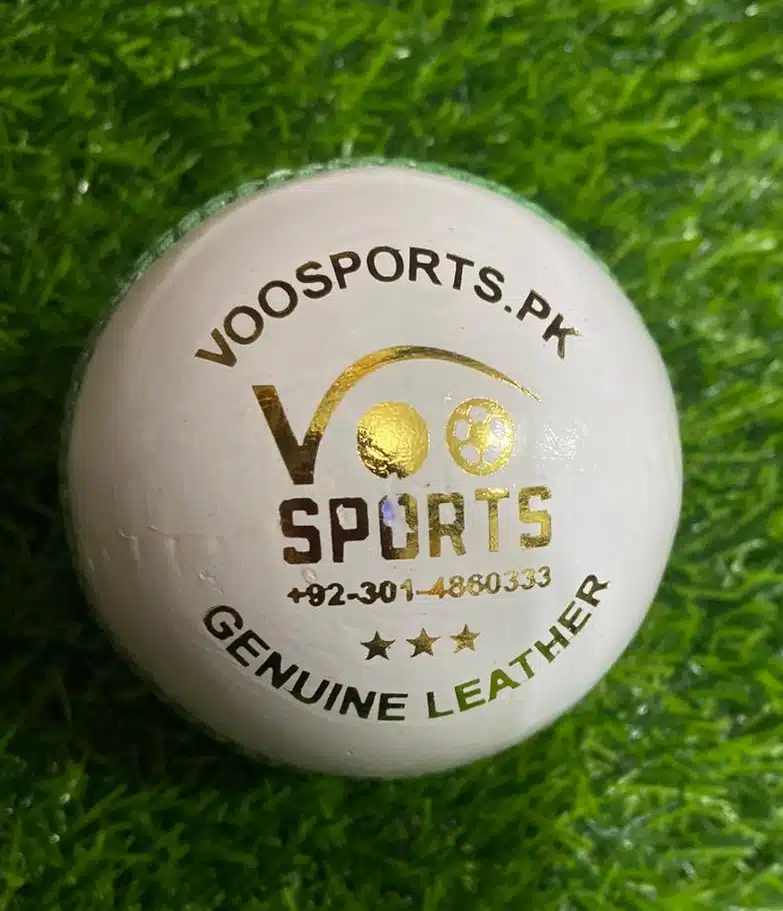 VOOSPORTS.PK
VOO
SPORTS
+92-301-4860333
GENUINE LEATHER